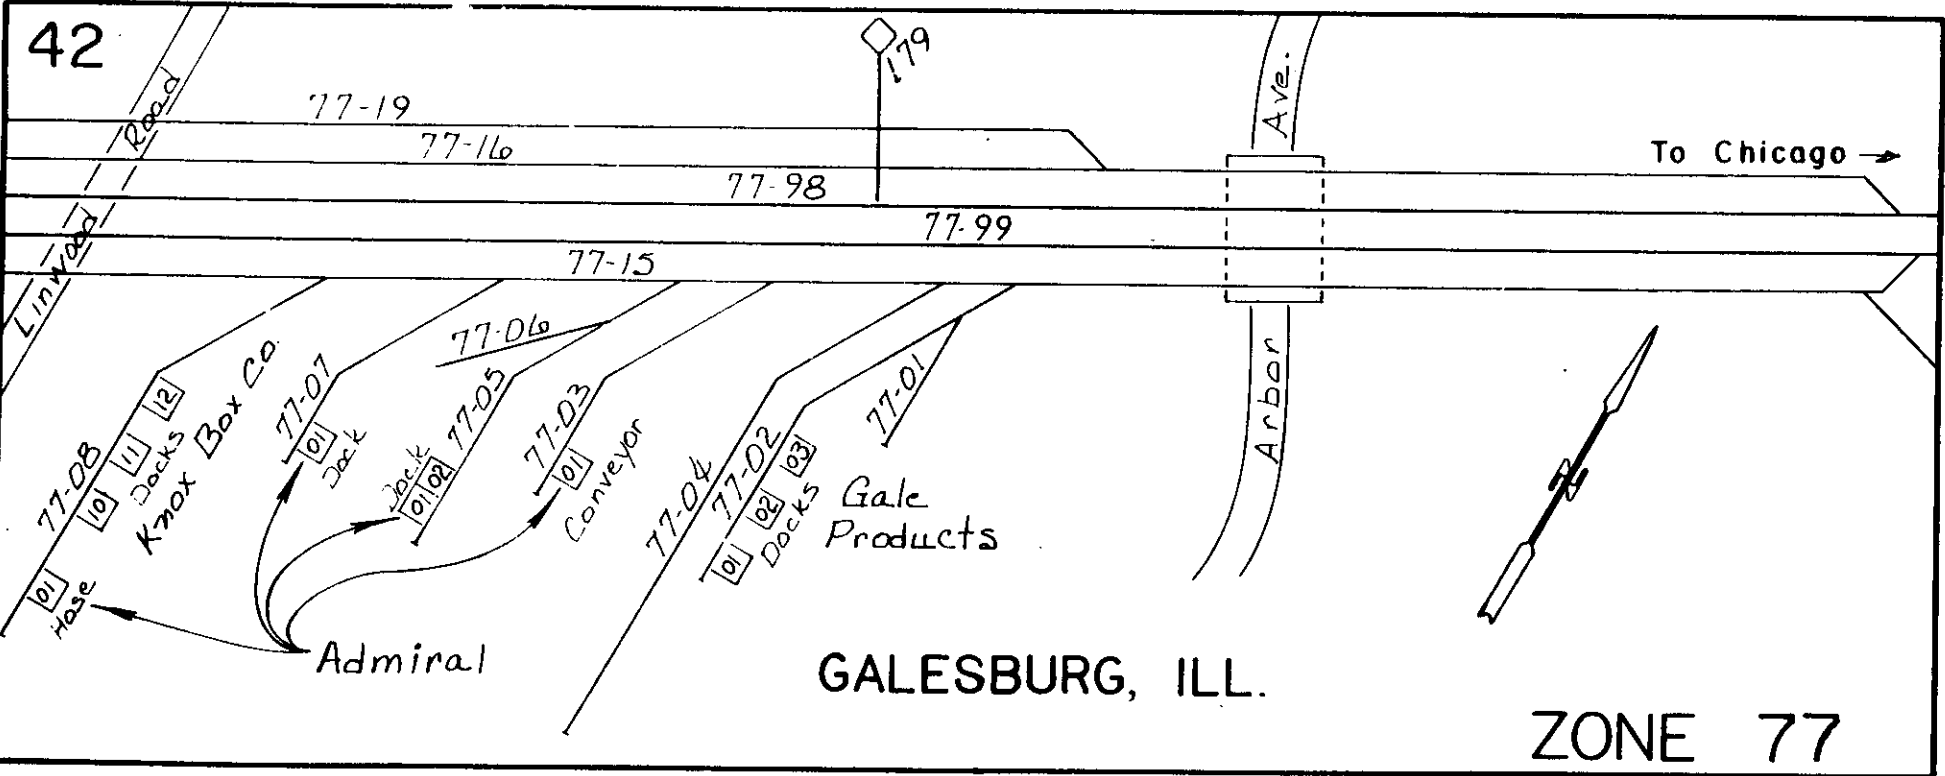 42
Linwood Road
179
Ave.
77-19
77-16
To Chicago
77-98
77-99
77-15
77-06
77-08
10 11 12
Docks
Knox Box Co.
01
Hose
77-07
01
Dock
Dock
01 02
77-05
77-03
01
Conveyor
77-04
77-02
01 02 03
Docks
77-01
Gale
Products
Arbor
N
Admiral
GALESBURG, ILL.
ZONE 77